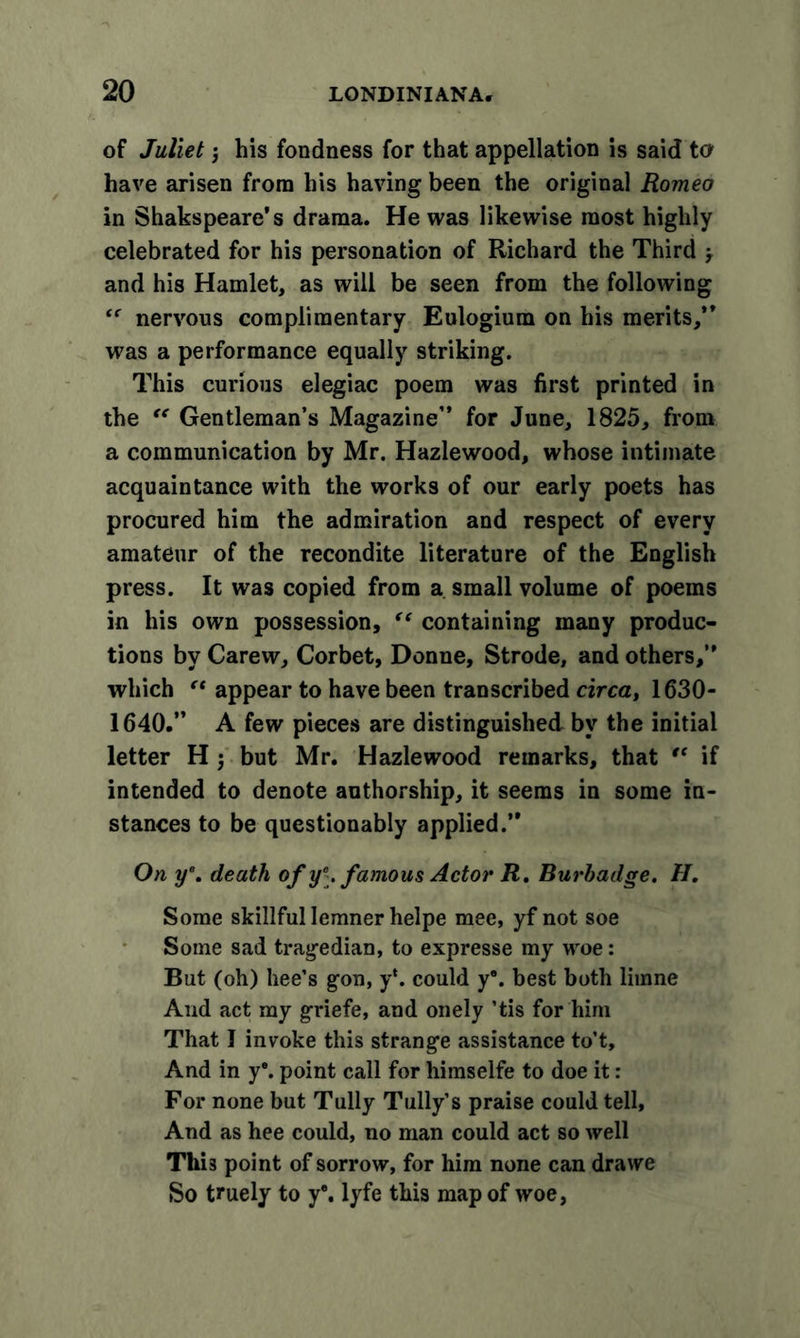 20 LONDINIANA.
of Juliet; his fondness for that appellation is said to
have arisen from his having been the original Romeo
in Shakspeare's drama. He was likewise most highly
celebrated for his personation of Richard the Third;
and his Hamlet, as will be seen from the following
“ nervous complimentary Eulogium on his merits,”
was a performance equally striking.
This curious elegiac poem was first printed in
the “ Gentleman's Magazine” for June, 1825, from
a communication by Mr. Hazlewood, whose intimate
acquaintance with the works of our early poets has
procured him the admiration and respect of every
amateur of the recondite literature of the English
press. It was copied from a small volume of poems
in his own possession, “ containing many produc-
tions by Carew, Corbet, Donne, Strode, and others,”
which “ appear to have been transcribed circa, 1630-
1640.” A few pieces are distinguished by the initial
letter H; but Mr. Hazlewood remarks, that “ if
intended to denote authorship, it seems in some in-
stances to be questionably applied.”
On yᵉ. death of yᵉ. famous Actor R. Burbadge. H.
Some skillful lemner helpe mee, yf not soe
Some sad tragedian, to expresse my woe:
But (oh) hee's gon, yᵗ. could yᵉ. best both limne
And act my griefe, and onely 'tis for him
That I invoke this strange assistance to't,
And in yᵉ. point call for himselfe to doe it:
For none but Tully Tully's praise could tell,
And as hee could, no man could act so well
This point of sorrow, for him none can drawe
So truely to yᵉ. lyfe this map of woe,